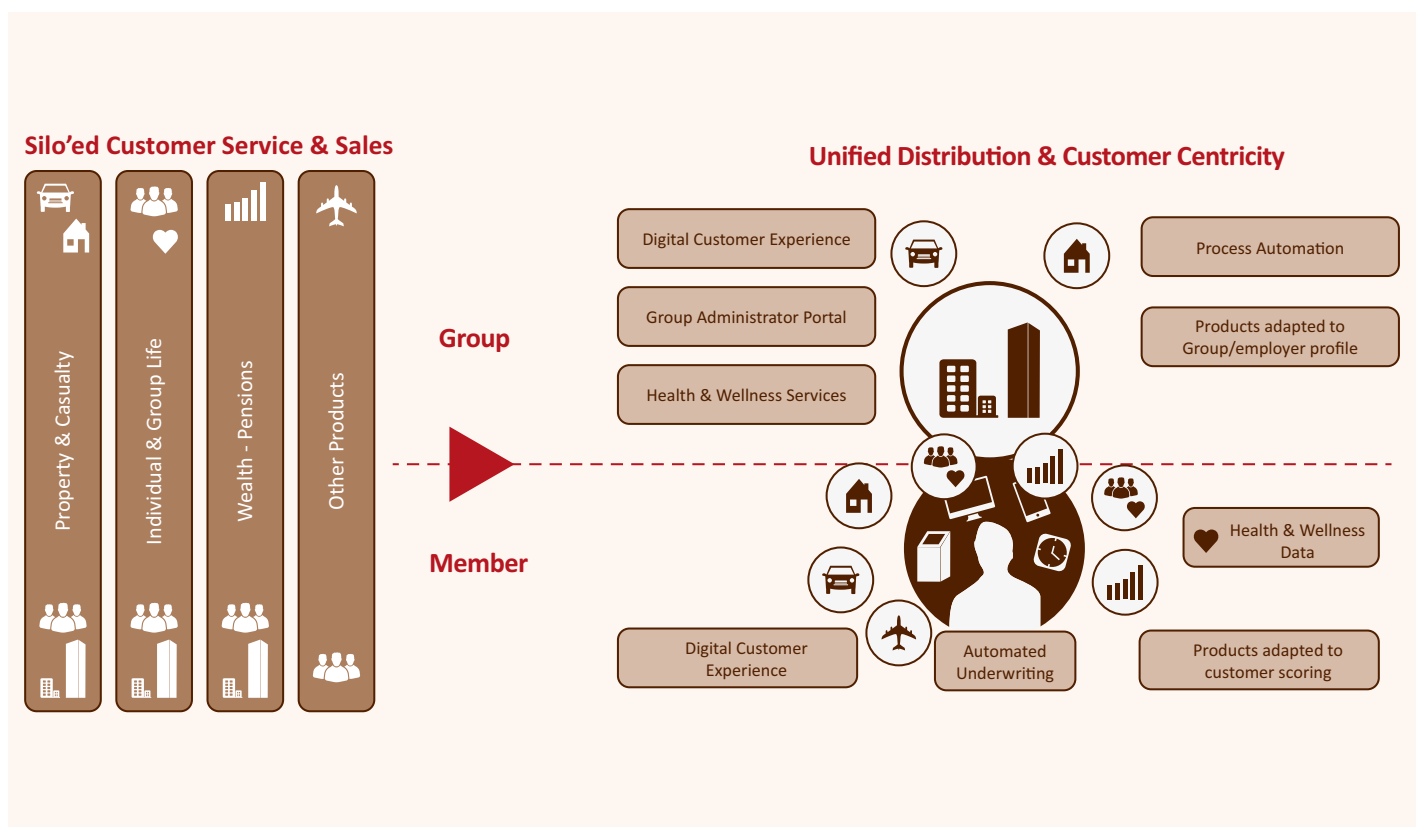 Silo’ed Customer Service & Sales
Property & Casualty
Individual & Group Life
Wealth - Pensions
Other Products
Group
Member
Unified Distribution & Customer Centricity
Digital Customer Experience
Group Administrator Portal
Health & Wellness Services
Process Automation
Products adapted to
Group/employer profile
Health & Wellness
Data
Digital Customer
Experience
Automated
Underwriting
Products adapted to
customer scoring